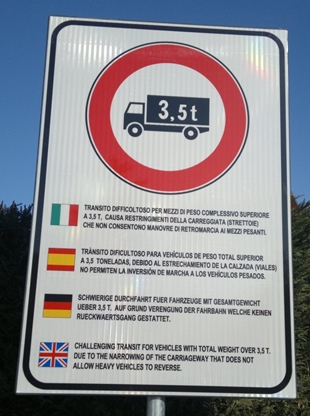 3,5t
TRANSITO DIFFICOLTOSO PER MEZZI DI PESO COMPLESSIVO SUPERIORE
A 3,5 T, CAUSA RESTRINGIMENTI DELLA CARREGGIATA (STRETTOIE)
CHE NON CONSENTONO MANOVRE DI RETROMARCIA AI MEZZI PESANTI.
TRÁNSITO DIFICULTOSO PARA VEHÍCULOS DE PESO TOTAL SUPERIOR
A 3,5 TONELADAS, DEBIDO AL ESTRECHAMIENTO DE LA CALZADA (VIALES)
NO PERMITEN LA INVERSIÓN DE MARCHA A LOS VEHÍCULOS PESADOS.
SCHWIERIGE DURCHFAHRT FUER FAHRZEUGE MIT GESAMTGEWICHT
UEBER 3,5 T. AUF GRUND VERENGUNG DER FAHRBAHN WELCHE KEINEN
RUECKWAERTSGANG GESTATTET.
CHALLENGING TRANSIT FOR VEHICLES WITH TOTAL WEIGHT OVER 3,5 T.
DUE TO THE NARROWING OF THE CARRIAGEWAY THAT DOES NOT
ALLOW HEAVY VEHICLES TO REVERSE.